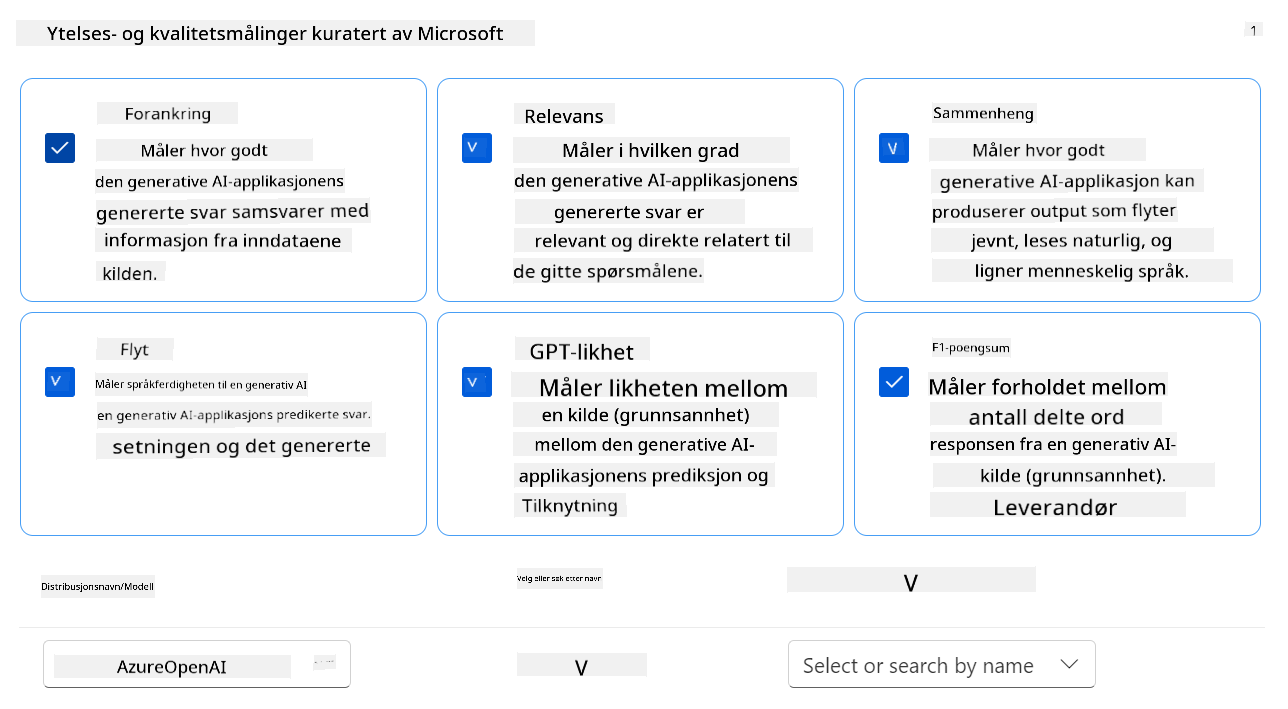 Ytelses- og kvalitetsmålinger kuratert av Microsoft
1
Forankring
Måler hvor godt
den generative AI-applikasjonens
genererte svar samsvarer med
informasjon fra inndataene
kilden.
Relevans
Måler i hvilken grad
den generative AI-applikasjonens
genererte svar er
relevant og direkte relatert til
de gitte spørsmålene.
Sammenheng
Måler hvor godt
generative AI-applikasjon kan
produserer output som flyter
jevnt, leses naturlig, og
ligner menneskelig språk.
Flyt
Måler språkferdigheten til en generativ AI
en generativ AI-applikasjons predikerte svar.
setningen og det genererte
GPT-likhet
Måler likheten mellom
en kilde (grunnsannhet)
mellom den generative AI-
applikasjonens prediksjon og
Tilknytning
F1-poengsum
Måler forholdet mellom
antall delte ord
responsen fra en generativ AI-
kilde (grunnsannhet).
Leverandør
Distribusjonsnavn/Modell
Velg eller søk etter navn
V
AzureOpenAI
V
Select or search by name